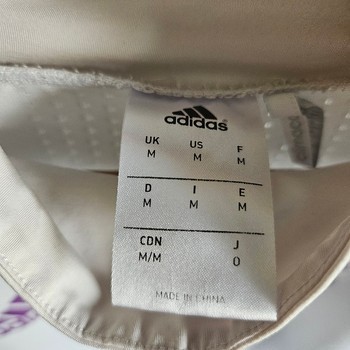 adidas
UK US F
M M M
D I E
M M M
CDN J
M/M O
MADE IN CHINA